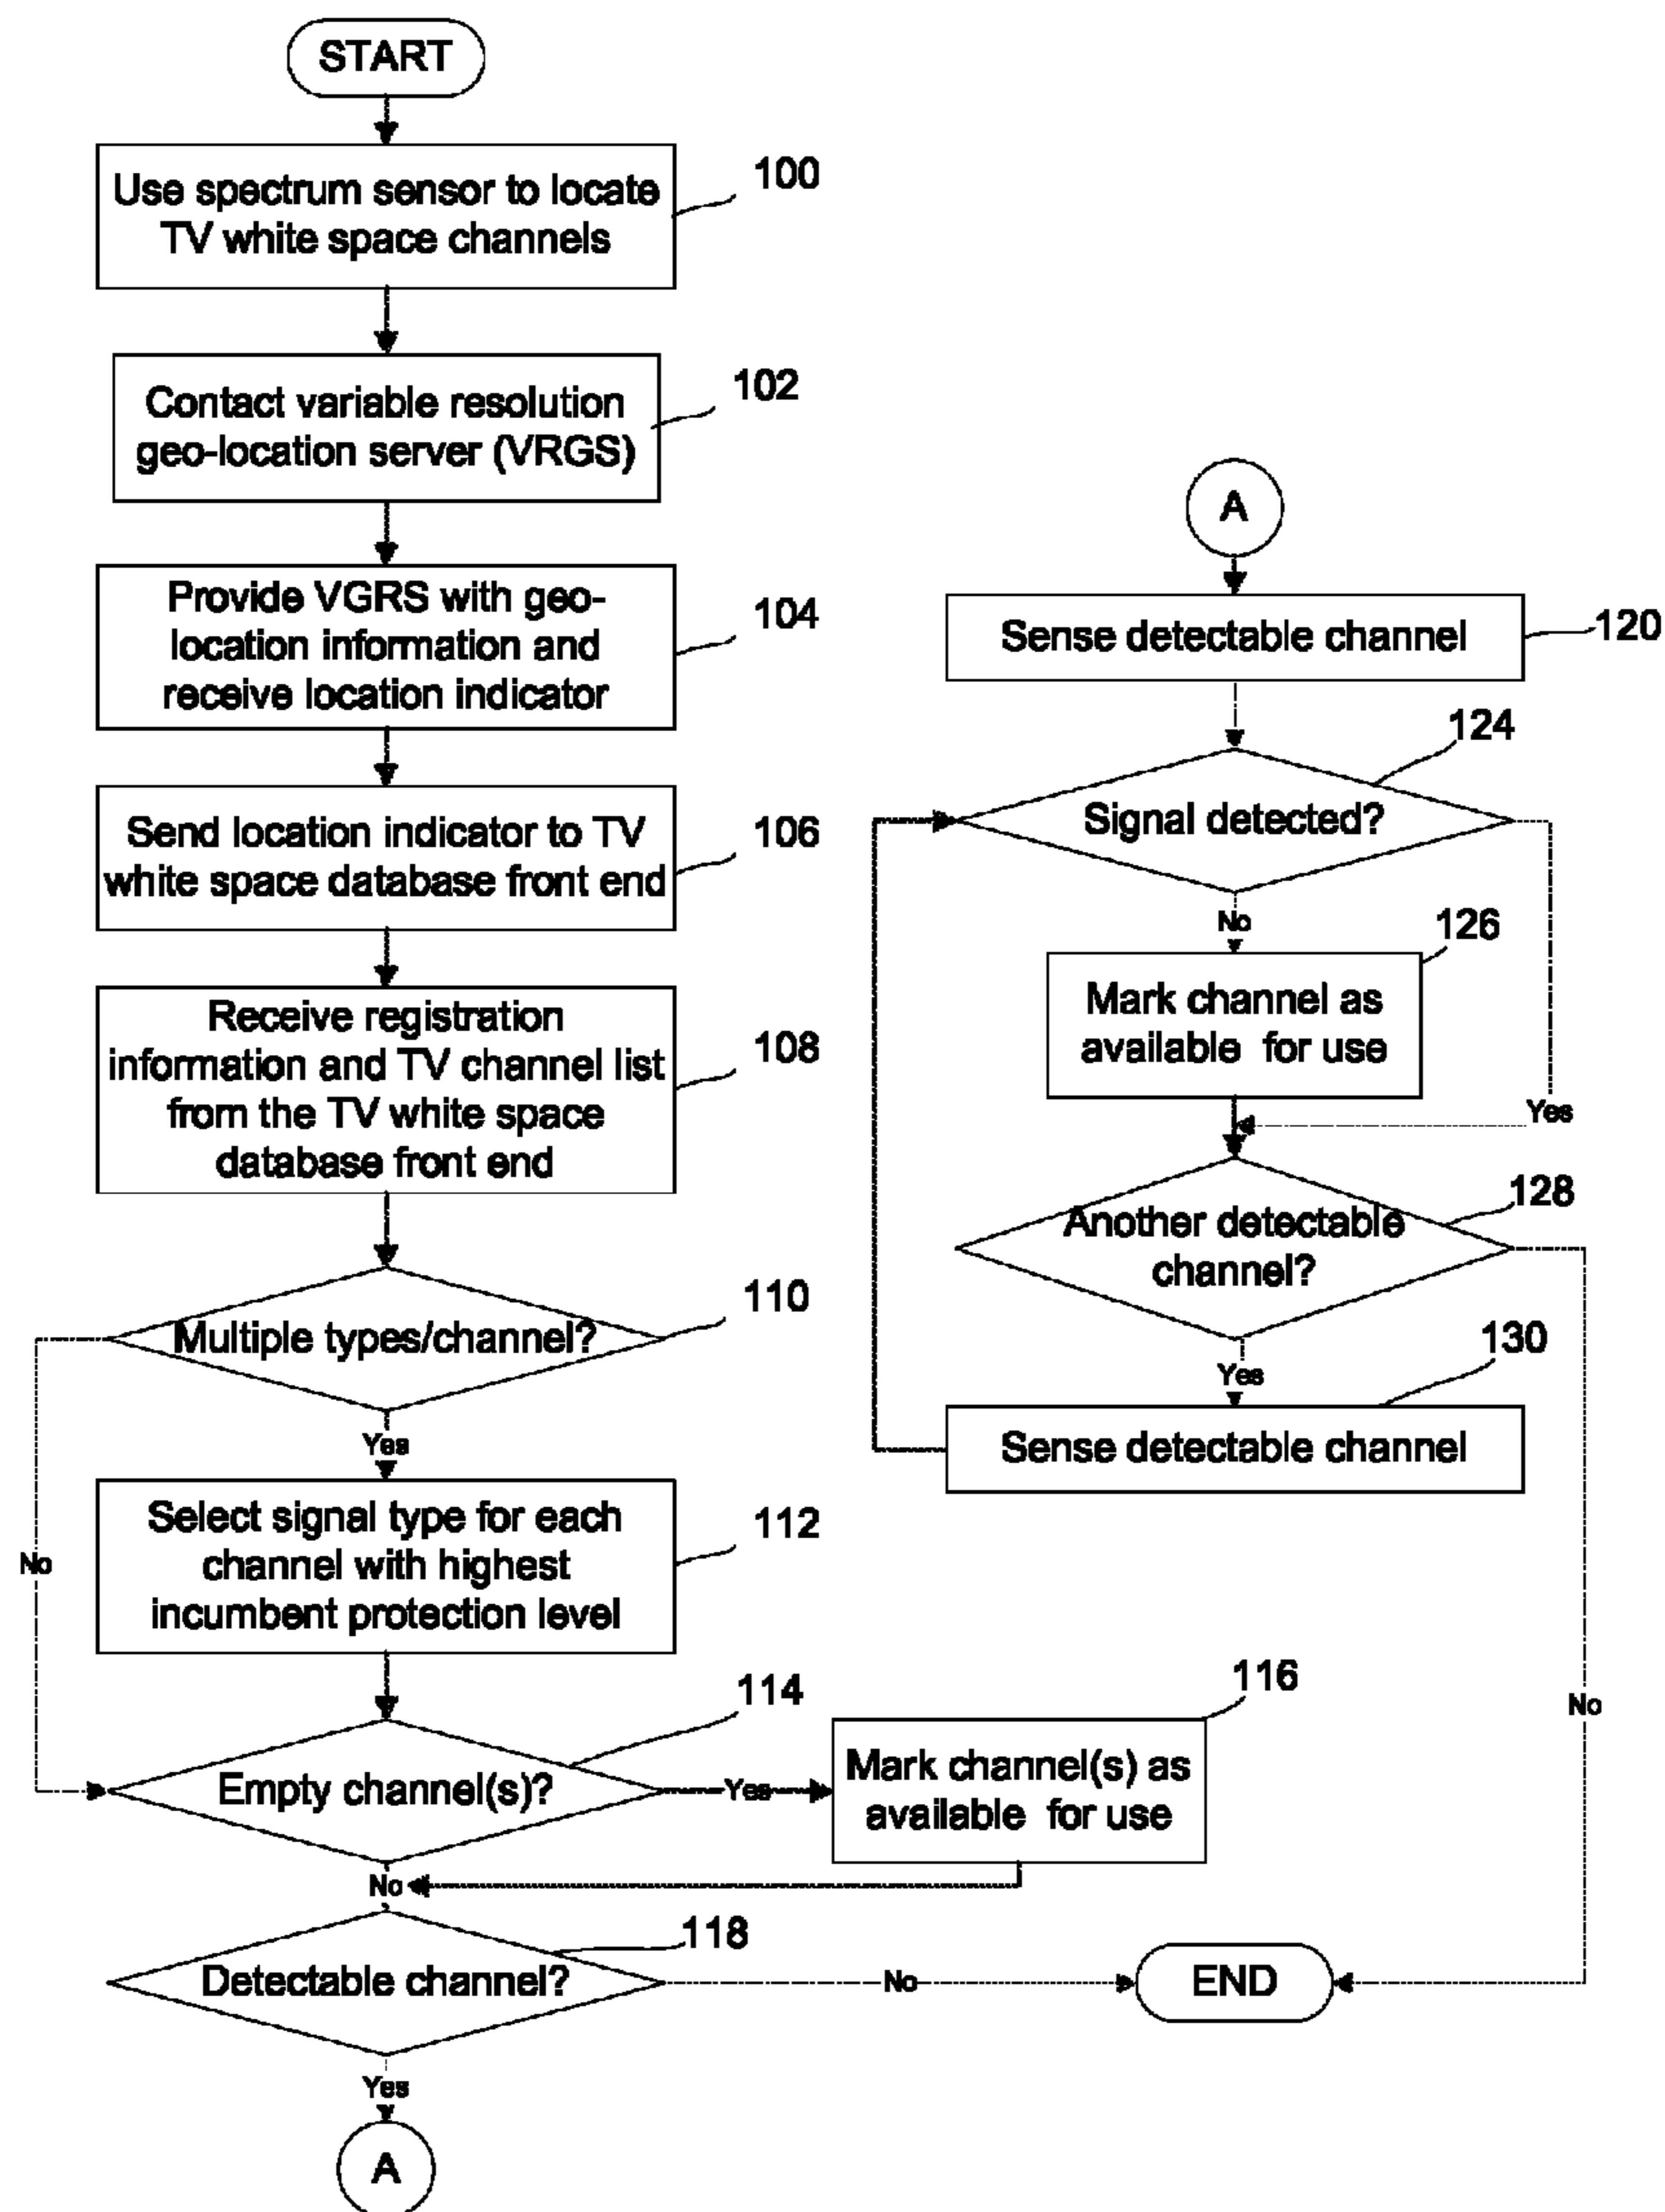 START
Use spectrum sensor to locate
TV white space channels
100
Contact variable resolution
geo-location server (VRGS)
102
Provide VGRS with geo-
location information and
receive location indicator
104
Send location indicator to TV
white space database front end
106
Receive registration
information and TV channel list
from the TV white space
database front end
108
Multiple types/channel?
110
No
Yes
Select signal type for each
channel with highest
incumbent protection level
112
Empty channel(s)?
114
Yes
Mark channel(s) as
available for use
116
No
Detectable channel?
118
No
END
Yes
A
A
Sense detectable channel
120
Signal detected?
124
No
Mark channel as
available for use
126
Yes
Another detectable
channel?
128
Yes
Sense detectable channel
130
No